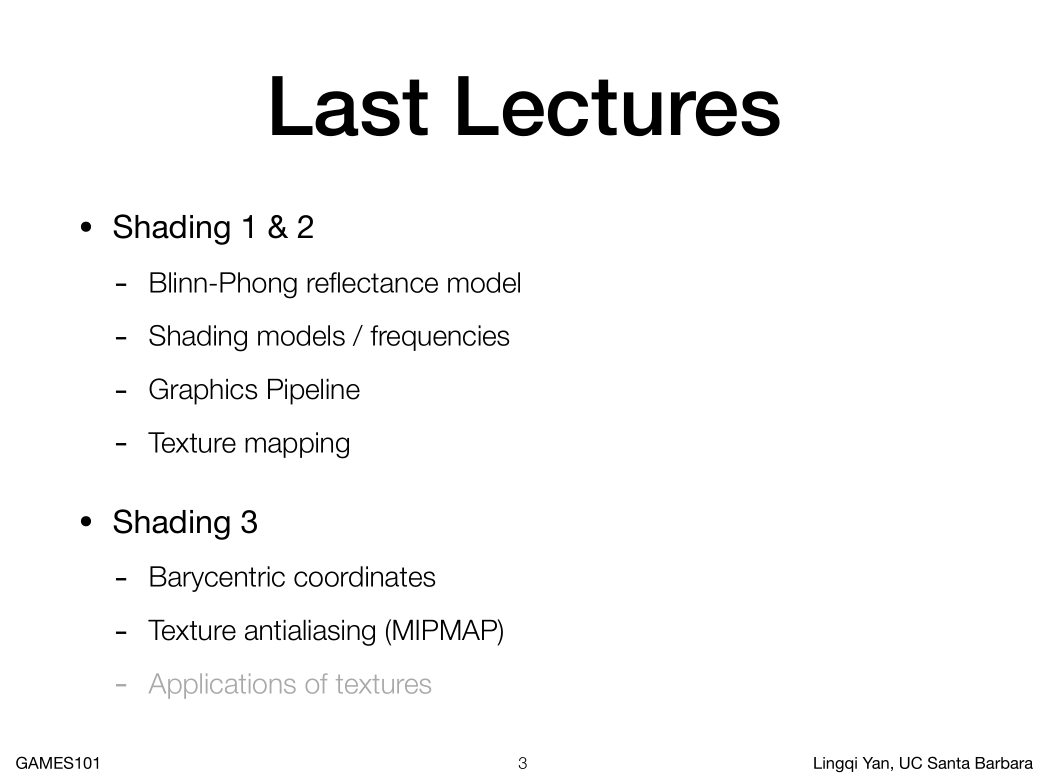 Last Lectures
• Shading 1 & 2
- Blinn-Phong reflectance model
- Shading models / frequencies
- Graphics Pipeline
- Texture mapping
• Shading 3
- Barycentric coordinates
- Texture antialiasing (MIPMAP)
- Applications of textures
GAMES101
3
Lingqi Yan, UC Santa Barbara